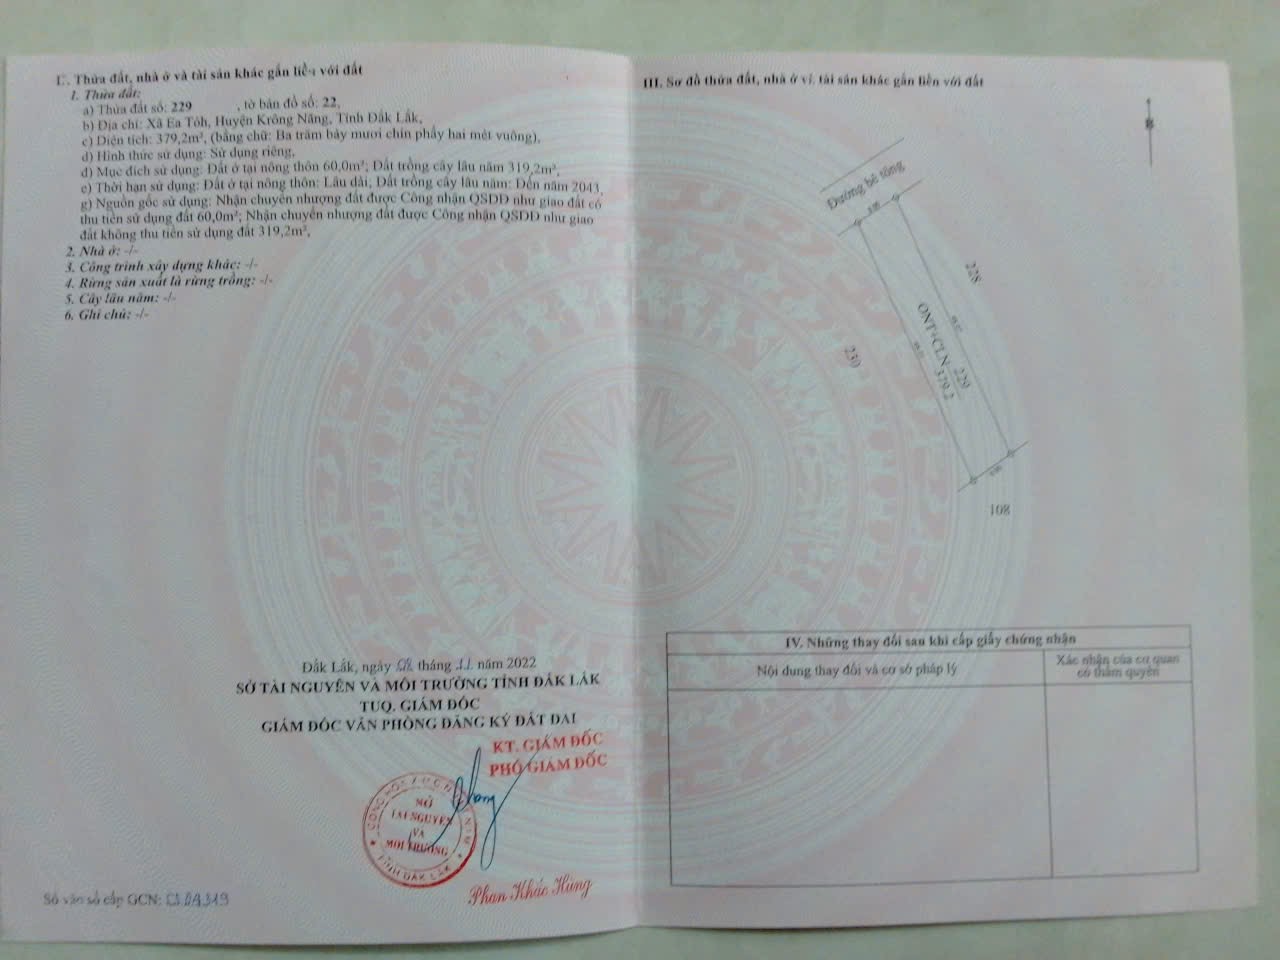 II. Thửa đất, nhà ở và tài sản khác gắn liền với đất
1. Thửa đất:
a) Thửa đất số: 229 , tờ bản đồ số: 22,
b) Địa chỉ: Xã Ea Tóh, Huyện Krông Năng, Tỉnh Đắk Lắk,
c) Diện tích: 379,2m², (bằng chữ: Ba trăm bảy mươi chín phẩy hai mét vuông),
d) Hình thức sử dụng: Sử dụng riêng,
đ) Mục đích sử dụng: Đất ở tại nông thôn 60,0m²; Đất trồng cây lâu năm 319,2m²,
e) Thời hạn sử dụng: Đất ở tại nông thôn: Lâu dài, Đất trồng cây lâu năm: Đến năm 2043,
g) Nguồn gốc sử dụng: Nhận chuyển nhượng đất được Công nhận QSDĐ như giao đất có
thu tiền sử dụng đất 60,0m²; Nhận chuyển nhượng đất được Công nhận QSDĐ như giao
đất không thu tiền sử dụng đất 319,2m²,
2. Nhà ở: -/-
3. Công trình xây dựng khác: -/-
4. Rừng sản xuất là rừng trồng: -/-
5. Cây lâu năm: -/-
6. Ghi chú: -/-
Đắk Lắk, ngày tháng 11 năm 2022
SỞ TÀI NGUYÊN VÀ MÔI TRƯỜNG TỈNH ĐẮK LẮK
TUQ. GIÁM ĐỐC
GIÁM ĐỐC VĂN PHÒNG ĐĂNG KÝ ĐẤT ĐAI
KT. GIÁM ĐỐC
PHÓ GIÁM ĐỐC
SỞ
TÀI NGUYÊN
VÀ
MÔI TRƯỜNG
TỈNH ĐẮK LẮK
Phan Khắc Hùng
Số vào sổ cấp GCN:
III. Sơ đồ thửa đất, nhà ở và tài sản khác gắn liền với đất
Đường bê tông
228
230
229
ONT+CLN 379.2
108
IV. Những thay đổi sau khi cấp giấy chứng nhận
Nội dung thay đổi và cơ sở pháp lý
Xác nhận của cơ quan
có thẩm quyền